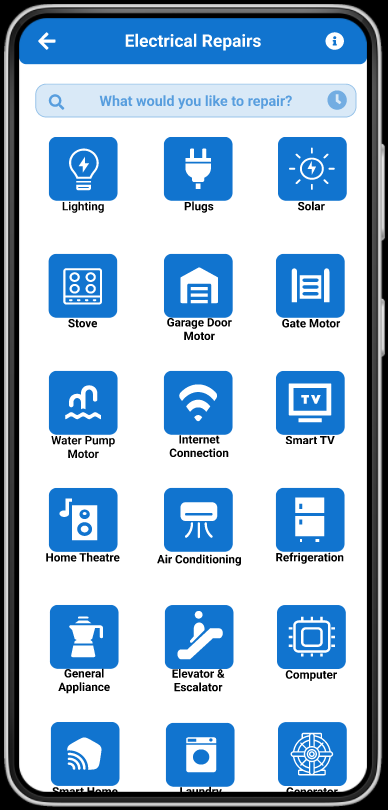 Electrical Repairs
What would you like to repair?
Lighting
Plugs
Solar
Stove
Garage Door
Motor
Gate Motor
Water Pump
Motor
Internet
Connection
TV
Smart TV
Home Theatre
Air Conditioning
Refrigeration
General
Appliance
Elevator &
Escalator
Computer
Smart Home
Laundry
Generator